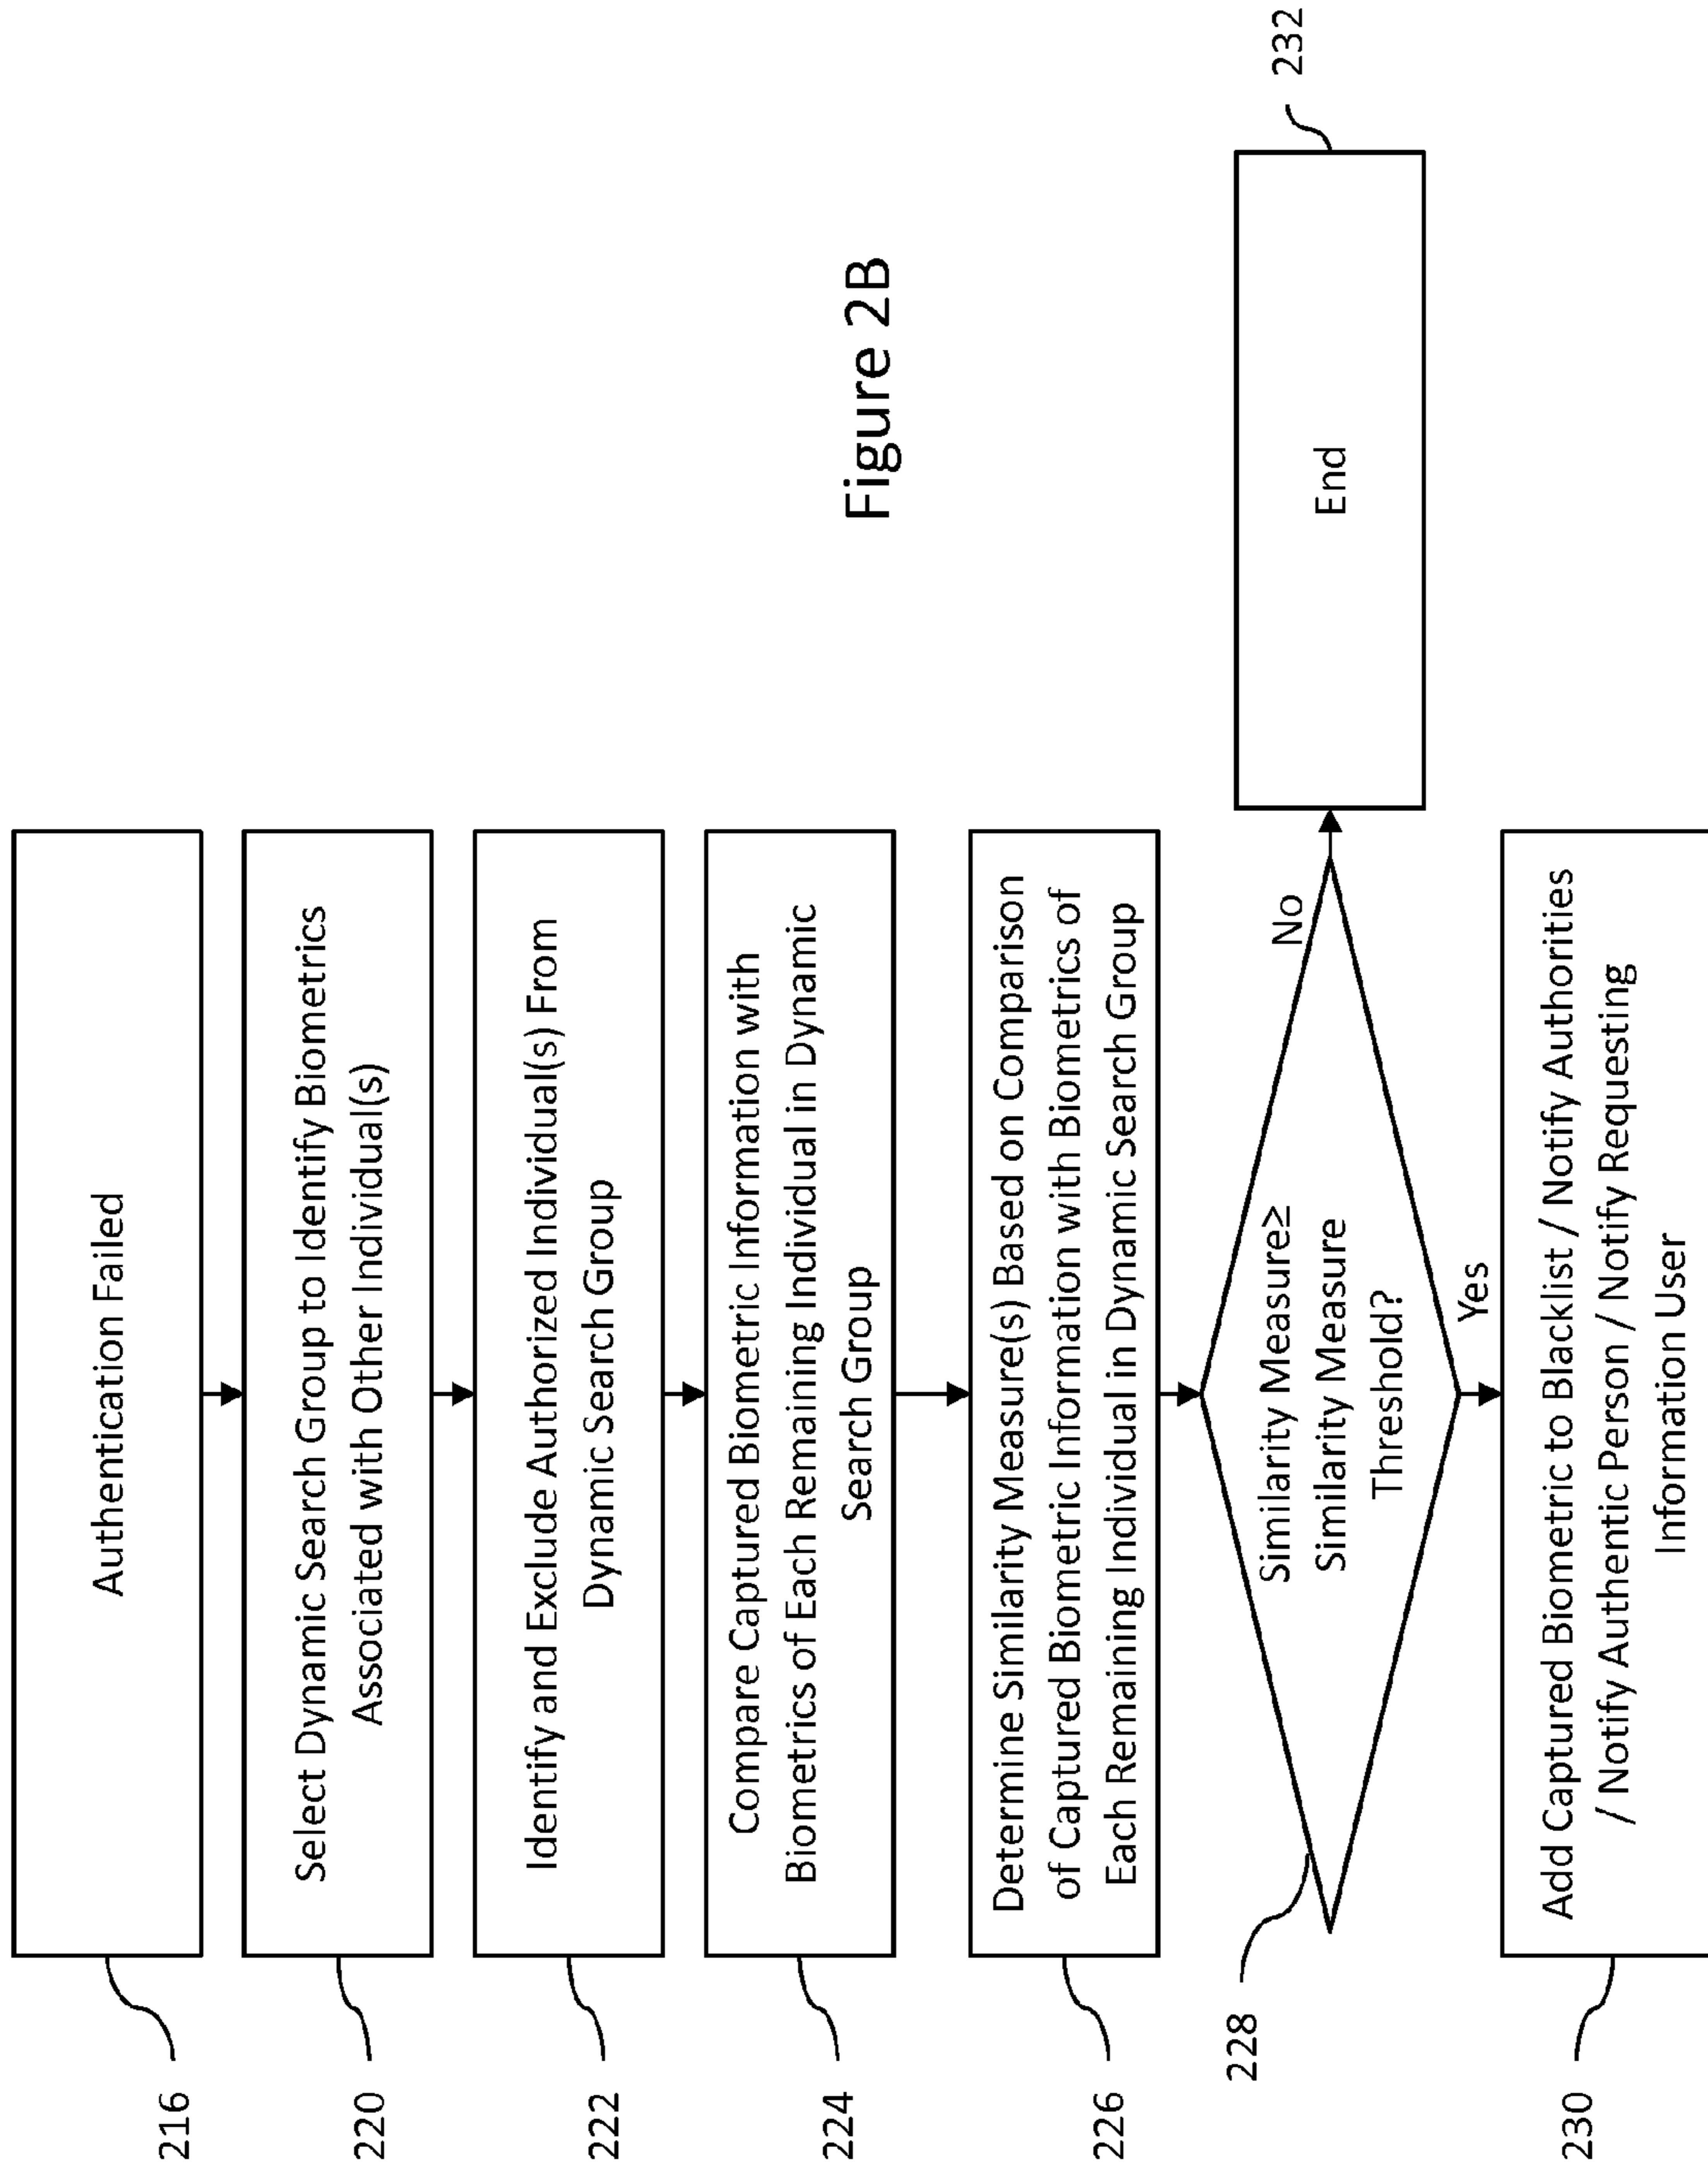 Authentication Failed
216
Select Dynamic Search Group to Identify Biometrics
Associated with Other Individual(s)
220
Identify and Exclude Authorized Individual(s) From
Dynamic Search Group
222
Compare Captured Biometric Information with
Biometrics of Each Remaining Individual in Dynamic
Search Group
224
Determine Similarity Measure(s) Based on Comparison
of Captured Biometric Information with Biometrics of
Each Remaining Individual in Dynamic Search Group
226
Similarity Measure≥
Similarity Measure
Threshold?
228
No
End
232
Yes
Add Captured Biometric to Blacklist / Notify Authorities
/ Notify Authentic Person / Notify Requesting
Information User
230
Figure 2B